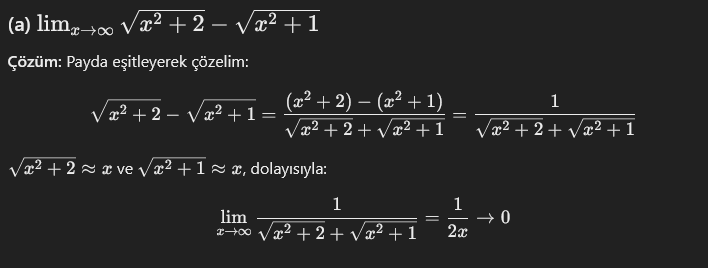 (a) lim_{x→∞} √(x² + 2) − √(x² + 1)
Çözüm: Payda eşitleyerek çözelim:
√(x² + 2) − √(x² + 1) = ((x² + 2) − (x² + 1)) / (√(x² + 2) + √(x² + 1)) = 1 / (√(x² + 2) + √(x² + 1))
√(x² + 2) ≈ x ve √(x² + 1) ≈ x, dolayısıyla:
lim_{x→∞} 1 / (√(x² + 2) + √(x² + 1)) = 1 / 2x → 0